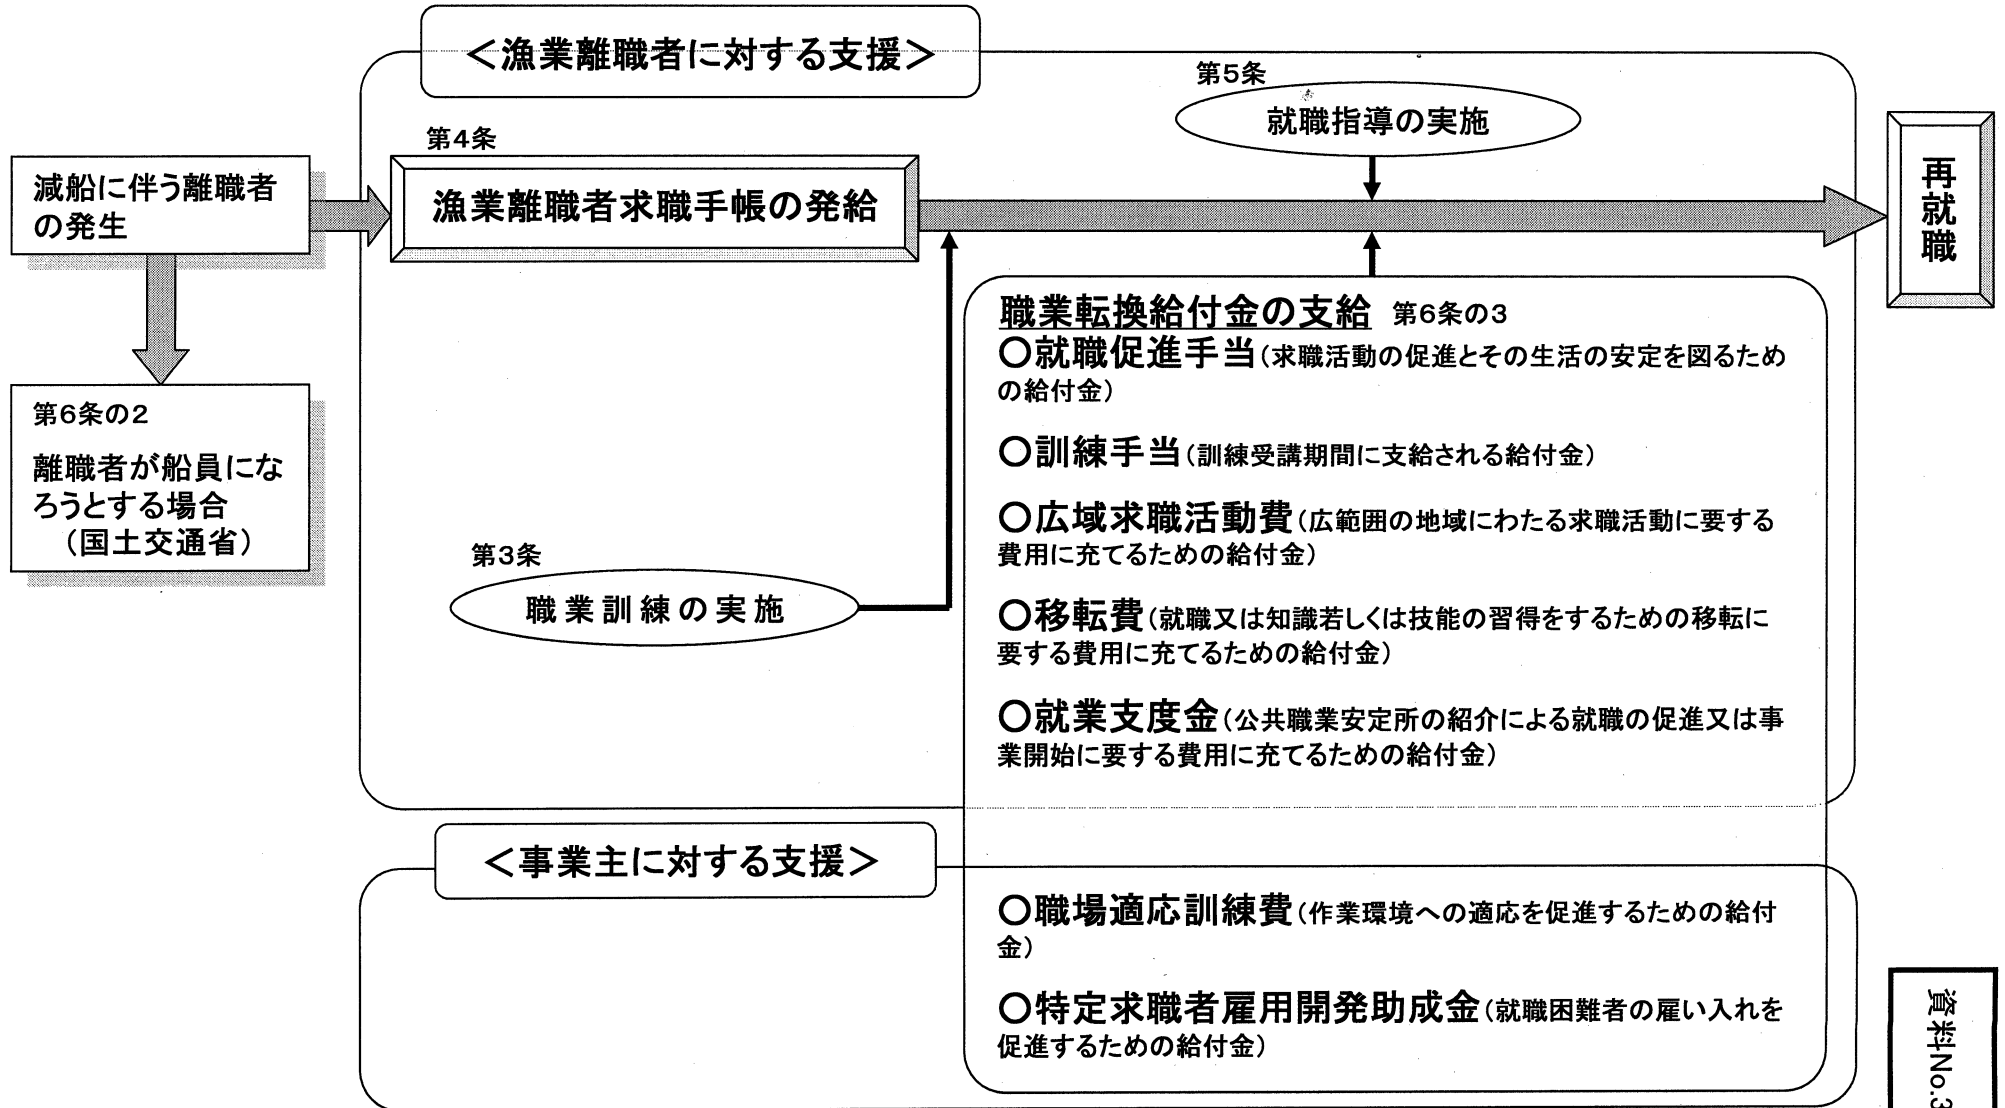 <漁業離職者に対する支援>
第5条
就職指導の実施
第4条
漁業離職者求職手帳の発給
減船に伴う離職者
の発生
再就職
第6条の2
離職者が船員にな
ろうとする場合
(国土交通省)
第3条
職業訓練の実施
職業転換給付金の支給 第6条の3
○就職促進手当(求職活動の促進とその生活の安定を図るため
の給付金)
○訓練手当(訓練受講期間に支給される給付金)
○広域求職活動費(広範囲の地域にわたる求職活動に要する
費用に充てるための給付金)
○移転費(就職又は知識若しくは技能の習得をするための移転に
要する費用に充てるための給付金)
○就業支度金(公共職業安定所の紹介による就職の促進又は事
業開始に要する費用に充てるための給付金)
<事業主に対する支援>
○職場適応訓練費(作業環境への適応を促進するための給付
金)
○特定求職者雇用開発助成金(就職困難者の雇い入れを
促進するための給付金)
資料No.3